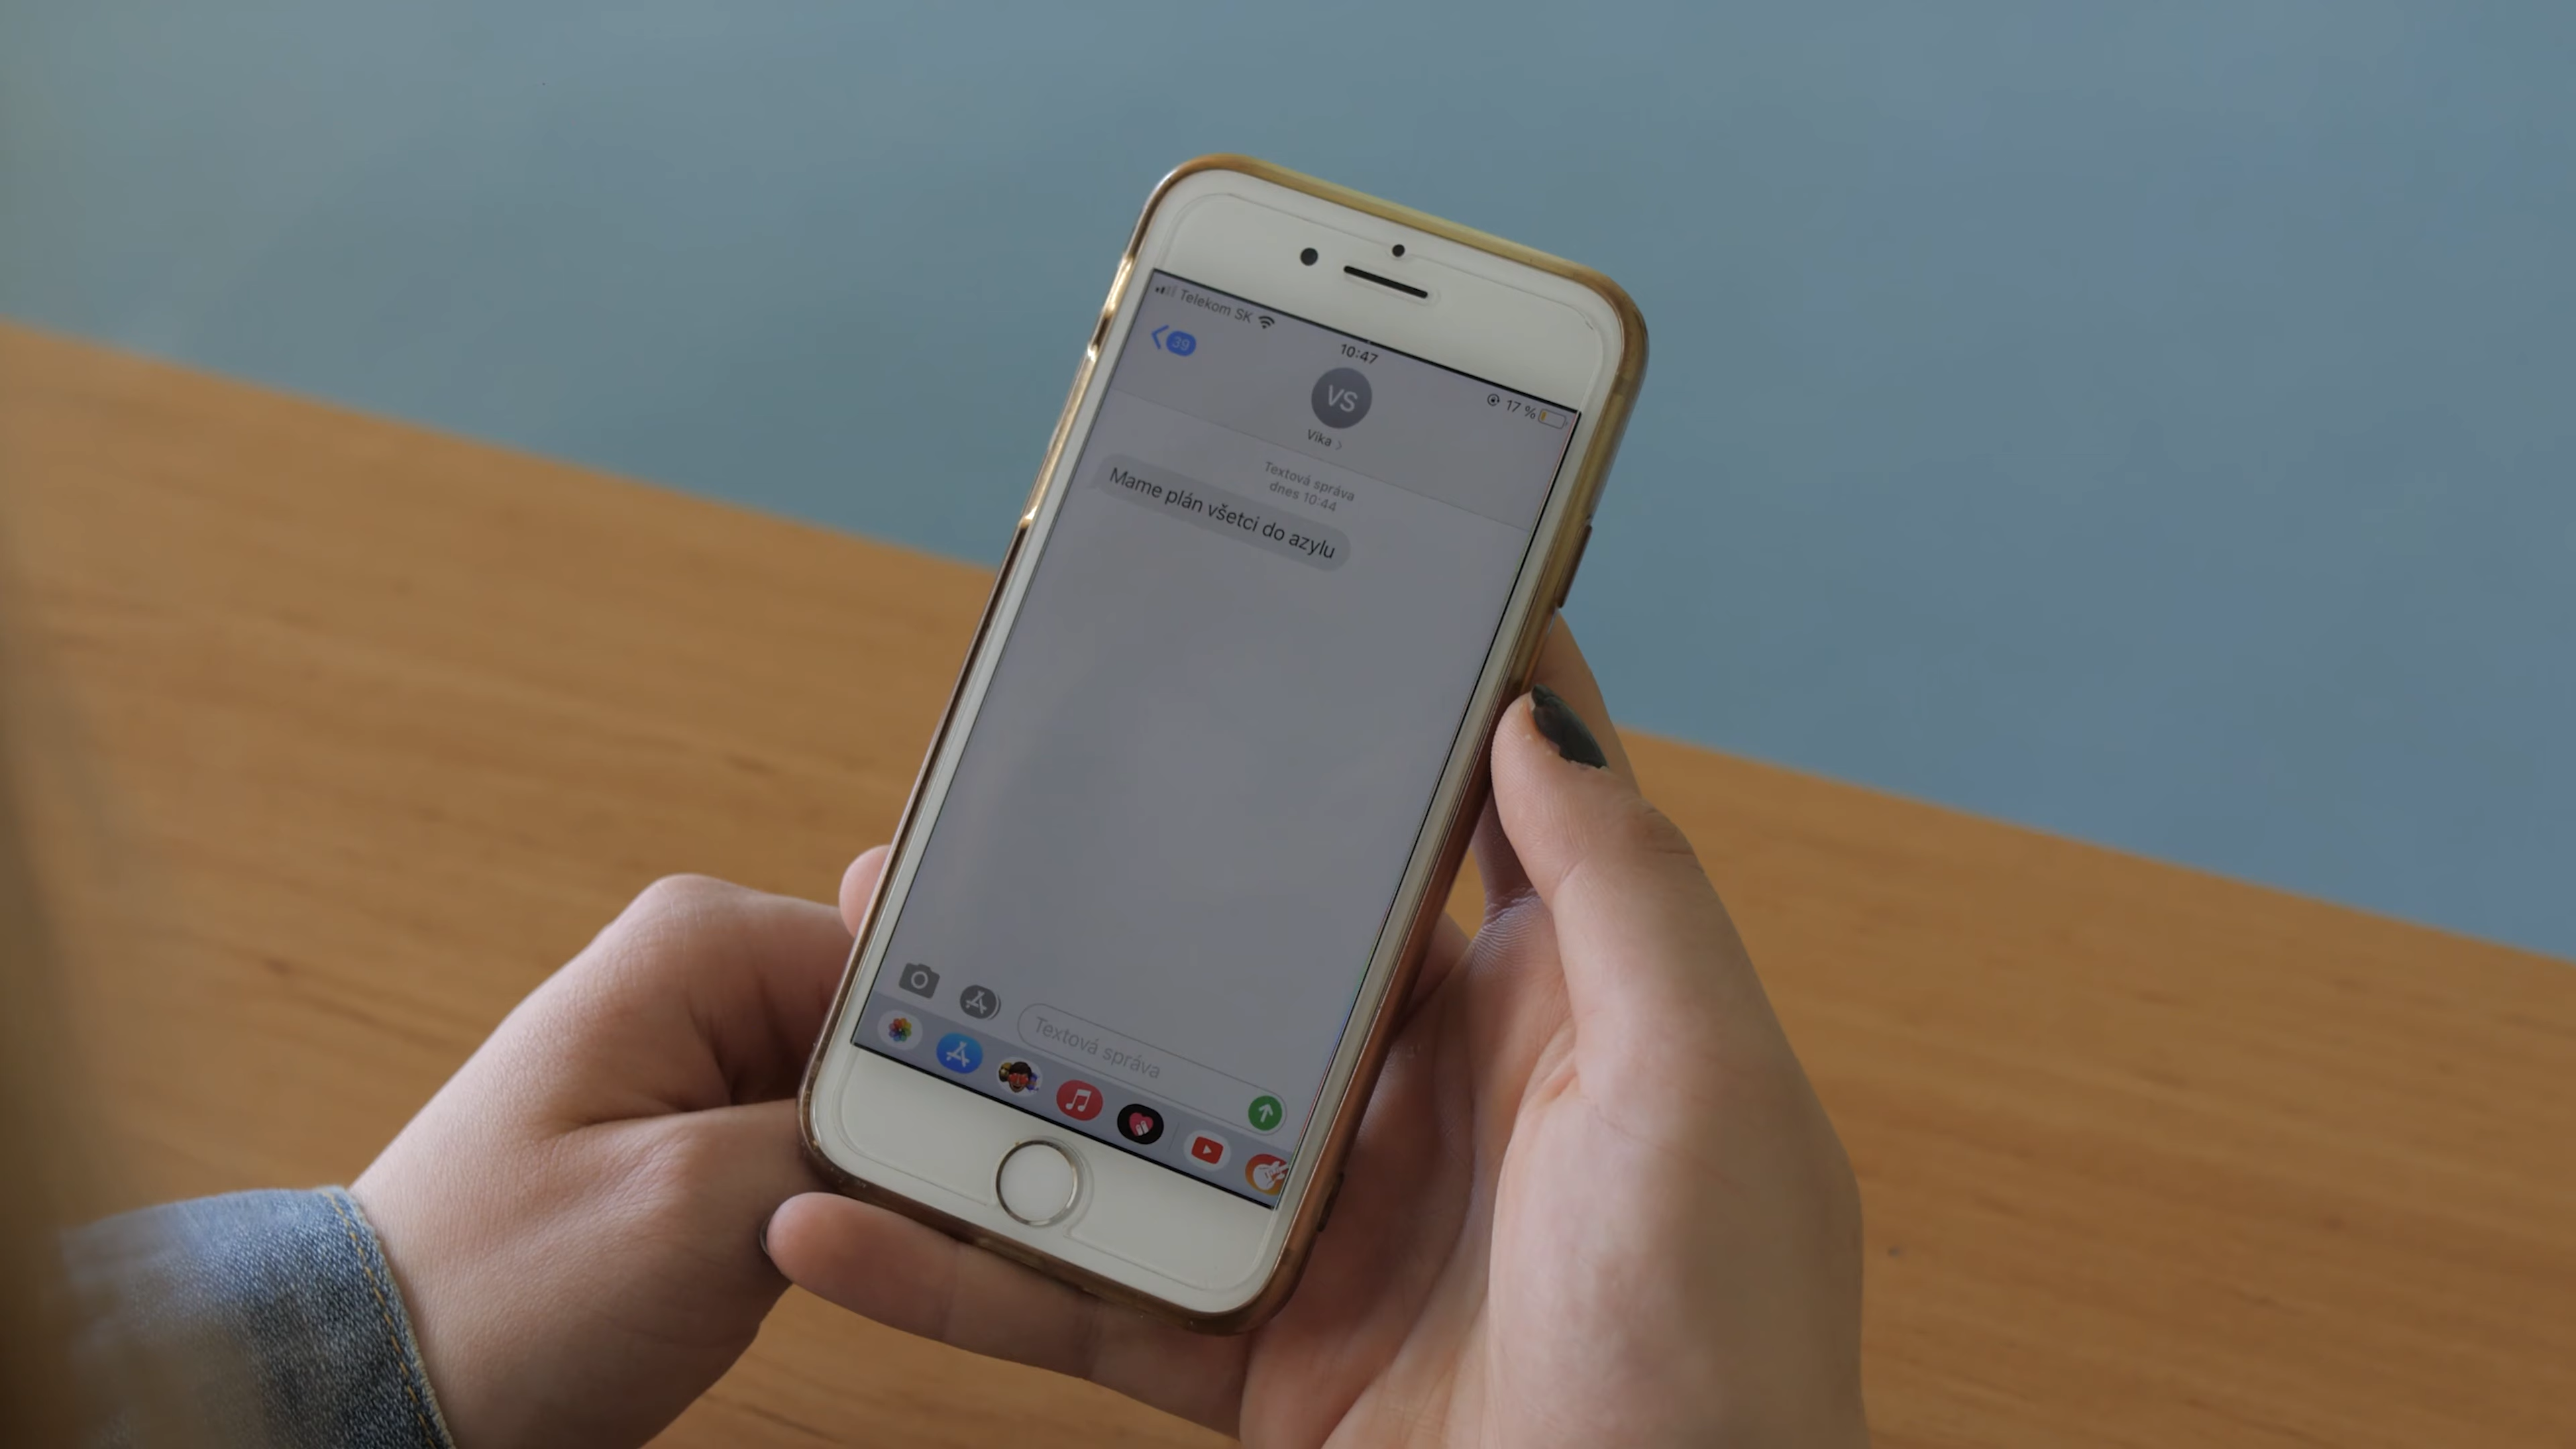 Telekom SK
10:47
17 %
39
VS
Vika
Textová správa
dnes 10:44
Mame plán všetci do azylu
Textová správa